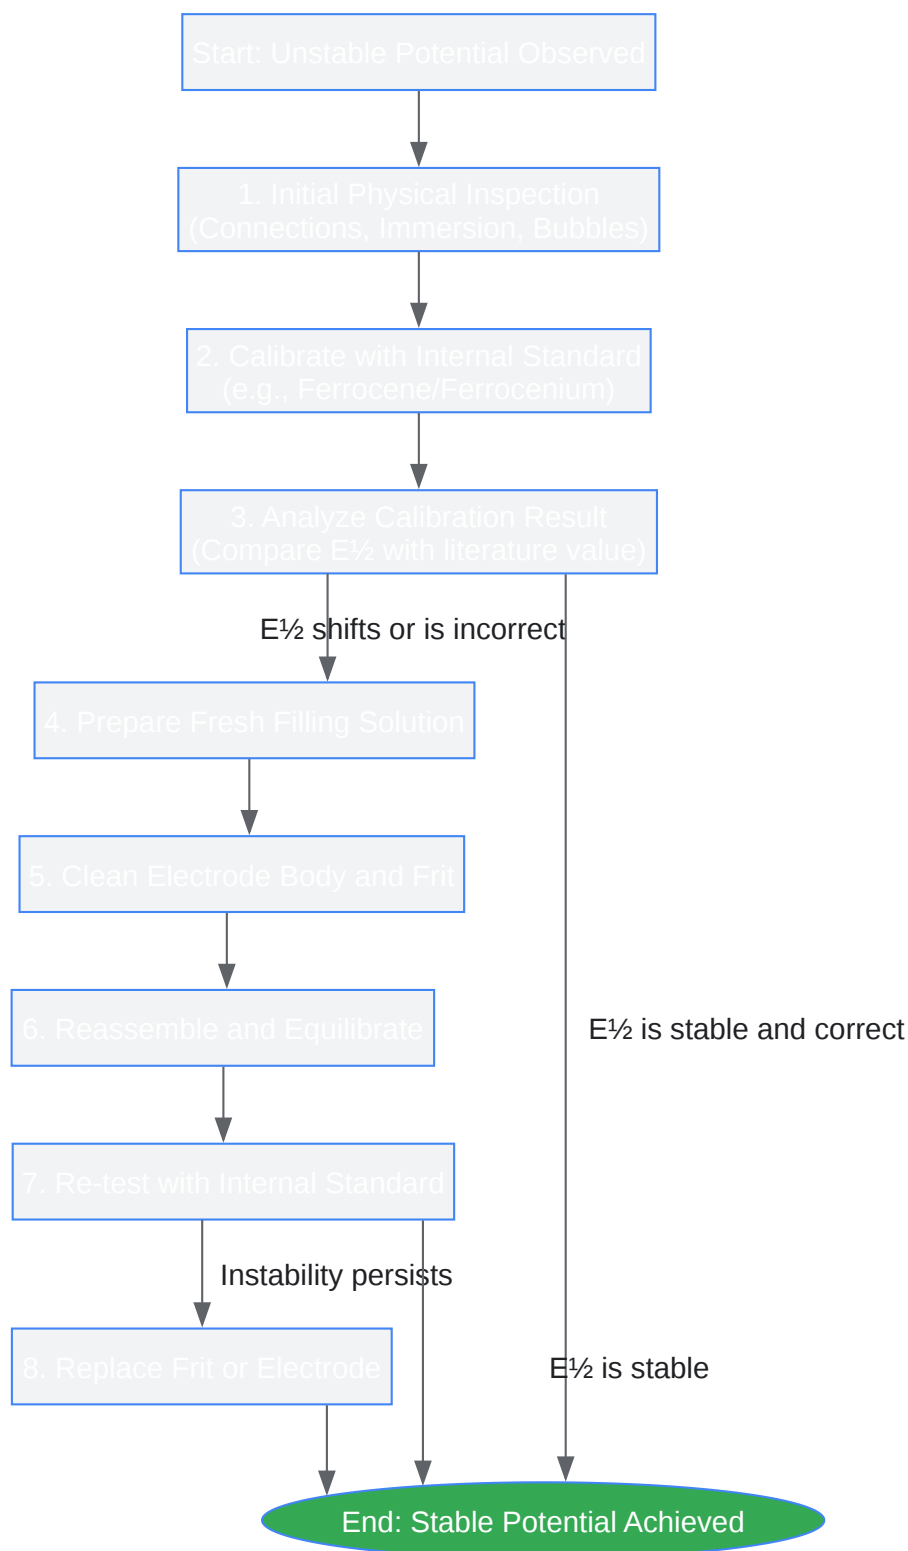 Start: Unstable Potential Observed
1. Initial Physical Inspection
(Connections, Immersion, Bubbles)
2. Calibrate with Internal Standard
(e.g., Ferrocene/Ferrocenium)
3. Analyze Calibration Result
(Compare E½ with literature value)
E½ shifts or is incorrect
4. Prepare Fresh Filling Solution
5. Clean Electrode Body and Frit
6. Reassemble and Equilibrate
E½ is stable and correct
7. Re-test with Internal Standard
Instability persists
8. Replace Frit or Electrode
E½ is stable
End: Stable Potential Achieved